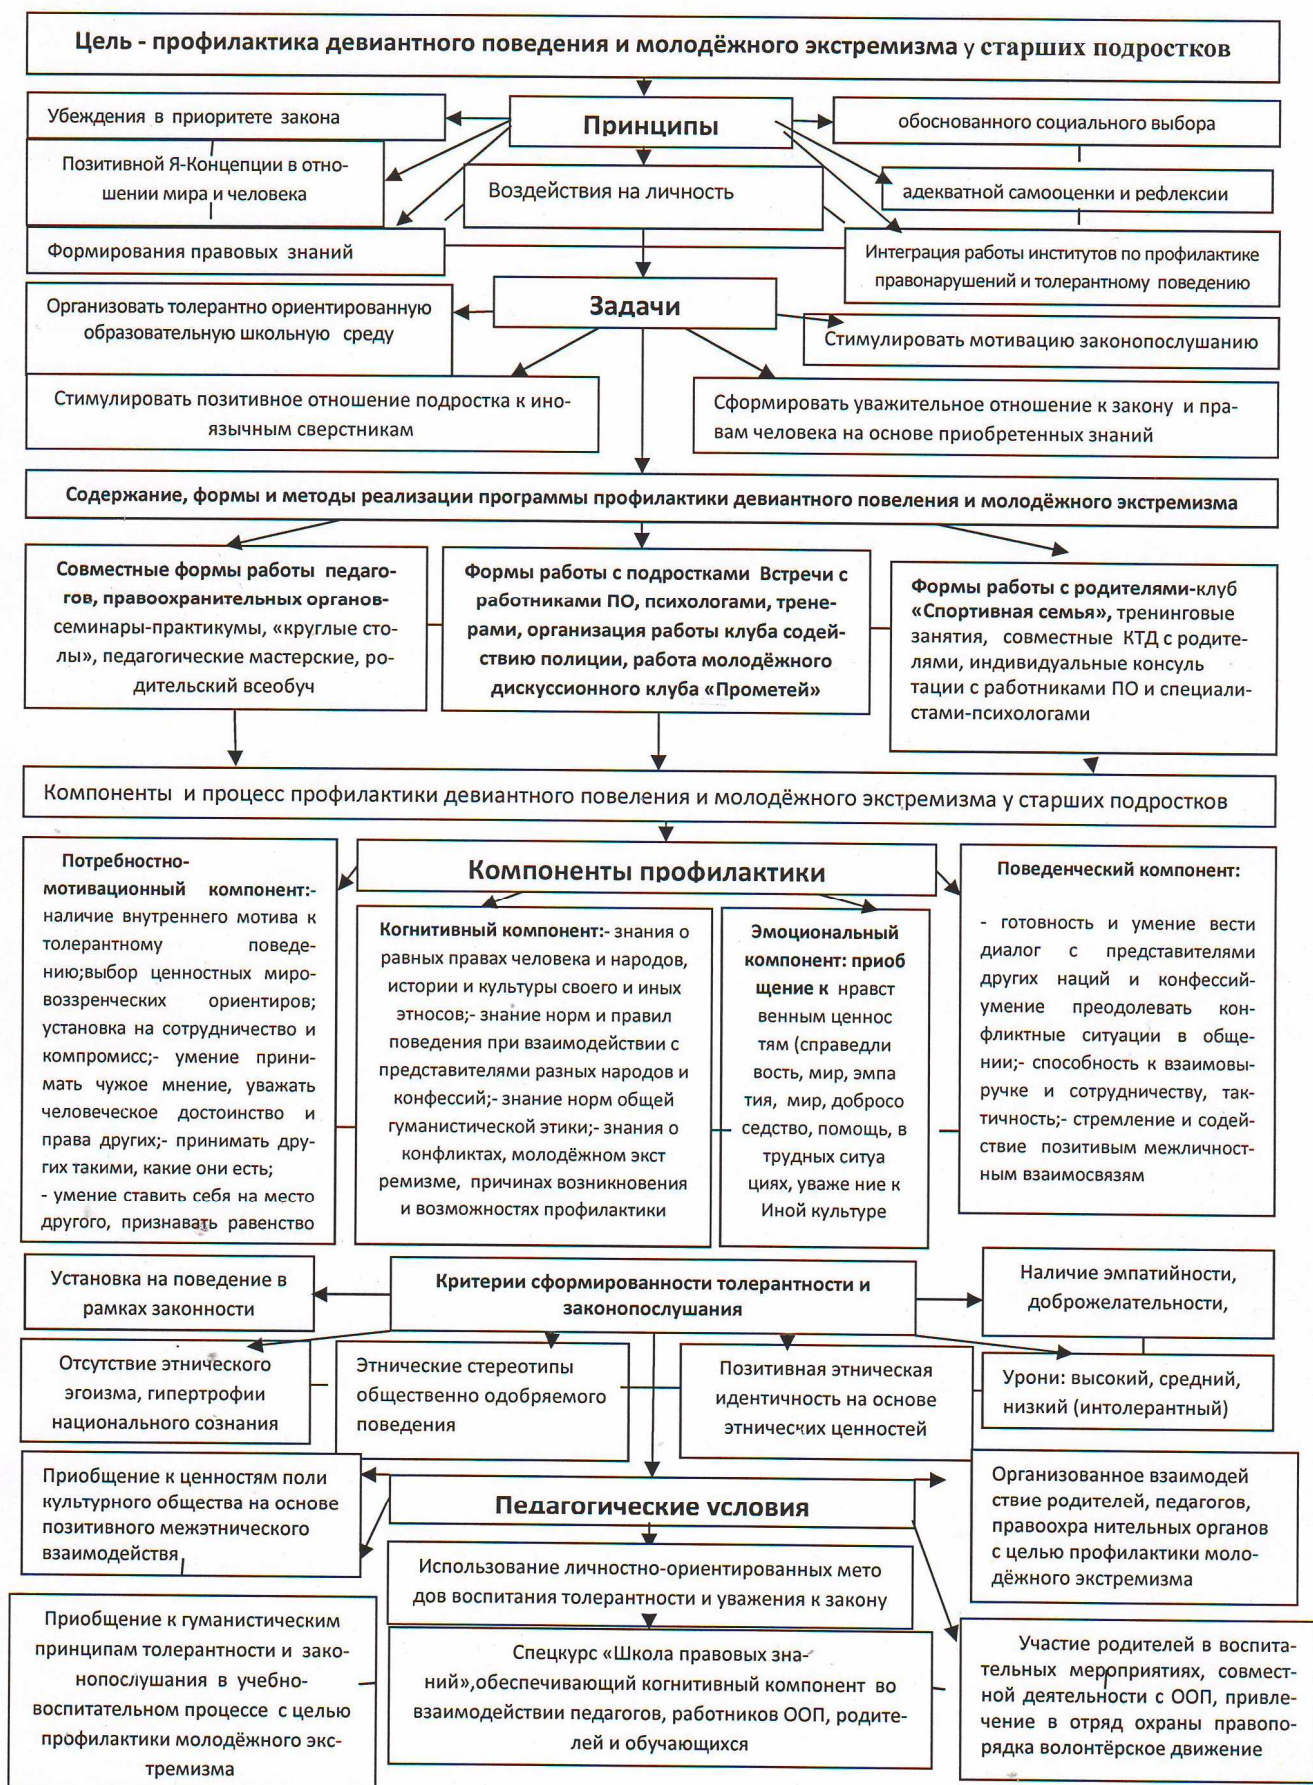 Цель - профилактика девиантного поведения и молодёжного экстремизма у старших подростков
Убеждения в приоритете закона
Принципы
обоснованного социального выбора
Позитивной Я-Концепции в отно-
шении мира и человека
Воздействия на личность
адекватной самооценки и рефлексии
Формирования правовых знаний
Интеграция работы институтов по профилактике
правонарушений и толерантному поведению
Организовать толерантно ориентированную
образовательную школьную среду
Задачи
Стимулировать мотивацию законопослушанию
Стимулировать позитивное отношение подростка к ино-
язычным сверстникам
Сформировать уважительное отношение к закону и пра-
вам человека на основе приобретенных знаний
Содержание, формы и методы реализации программы профилактики девиантного повеления и молодёжного экстремизма
Совместные формы работы педаго-
гов, правоохранительных органов-
семинары-практикумы, «круглые сто-
лы», педагогические мастерские, ро-
дительский всеобуч
Формы работы с подростками Встречи с
работниками ПО, психологами, трене-
рами, организация работы клуба содей-
ствию полиции, работа молодёжного
дискуссионного клуба «Прометей»
Формы работы с родителями-клуб
«Спортивная семья», тренинговые
занятия, совместные КТД с родите-
лями, индивидуальные консуль
тации с работниками ПО и специали-
стами-психологами
Компоненты и процесс профилактики девиантного повеления и молодёжного экстремизма у старших подростков
Компоненты профилактики
Потребностно-
мотивационный компонент:-
наличие внутреннего мотива к
толерантному поведе-
нию;выбор ценностных миро-
воззренческих ориентиров;
установка на сотрудничество и
компромисс;- умение прини-
мать чужое мнение, уважать
человеческое достоинство и
права других;- принимать дру-
гих такими, какие они есть;
- умение ставить себя на место
другого, признавать равенство
Когнитивный компонент:- знания о
равных правах человека и народов,
истории и культуры своего и иных
этносов;- знание норм и правил
поведения при взаимодействии с
представителями разных народов и
конфессий;- знание норм общей
гуманистической этики;- знания о
конфликтах, молодёжном экст
ремизме, причинах возникновения
и возможностях профилактики
Эмоциональный
компонент: приоб
щение к нравст
венным ценнос
тям (справедли
вость, мир, эмпа
тия, мир, добросо
седство, помощь, в
трудных ситуа
циях, уваже ние к
Иной культуре
Поведенческий компонент:
- готовность и умение вести
диалог с представителями
других наций и конфессий-
умение преодолевать кон-
фликтные ситуации в обще-
нии;- способность к взаимовы-
ручке и сотрудничеству, так-
тичность;- стремление и содей-
ствие позитивым межличност-
ным взаимосвязям
Установка на поведение в
рамках законности
Критерии сформированности толерантности и
законопослушания
Наличие эмпатийности,
доброжелательности,
Отсутствие этнического
эгоизма, гипертрофии
национального сознания
Этнические стереотипы
общественно одобряемого
поведения
Позитивная этническая
идентичность на основе
этнических ценностей
Урони: высокий, средний,
низкий (интолерантный)
Приобщение к ценностям поли
культурного общества на основе
позитивного межэтнического
взаимодействя
Педагогические условия
Организованное взаимодей
ствие родителей, педагогов,
правоохра нительных органов
с целью профилактики моло-
дёжного экстремизма
Использование личностно-ориентированных мето
дов воспитания толерантности и уважения к закону
Приобщение к гуманистическим
принципам толерантности и зако-
нопослушания в учебно-
воспитательном процессе с целью
профилактики молодёжного экс-
тремизма
Спецкурс «Школа правовых зна-
ний»,обеспечивающий когнитивный компонент во
взаимодействии педагогов, работников ООП, родите-
лей и обучающихся
Участие родителей в воспита-
тельных мероприятиях, совмест-
ной деятельности с ООП, привле-
чение в отряд охраны правопо-
рядка волонтёрское движение